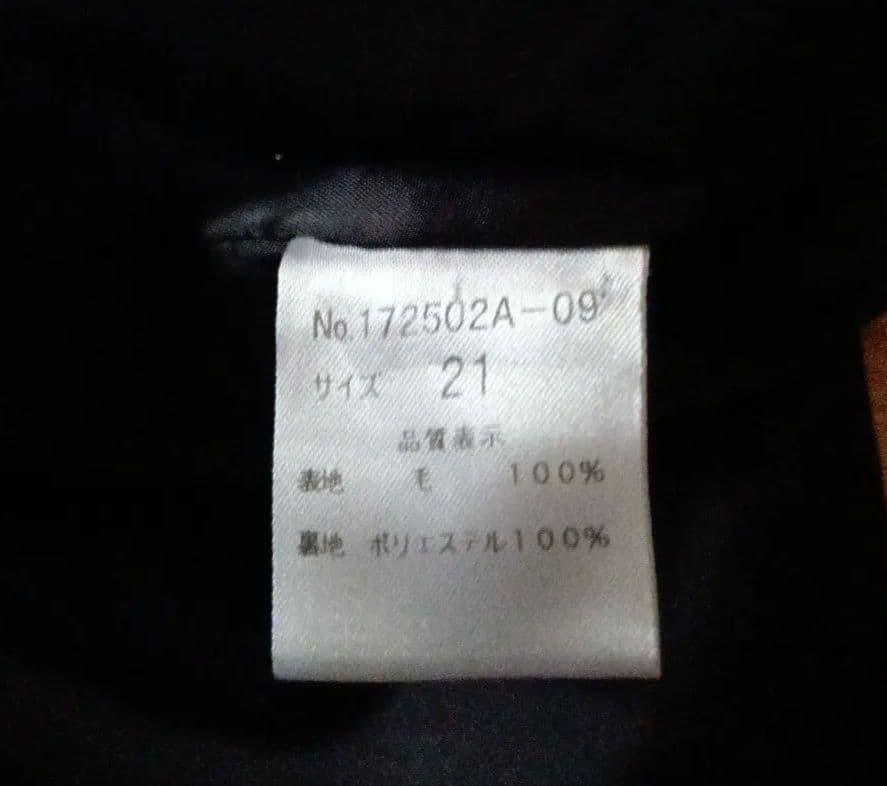 No.172502A-09
サイズ 21
品質表示
表地 毛 100%
裏地 ポリエステル100%